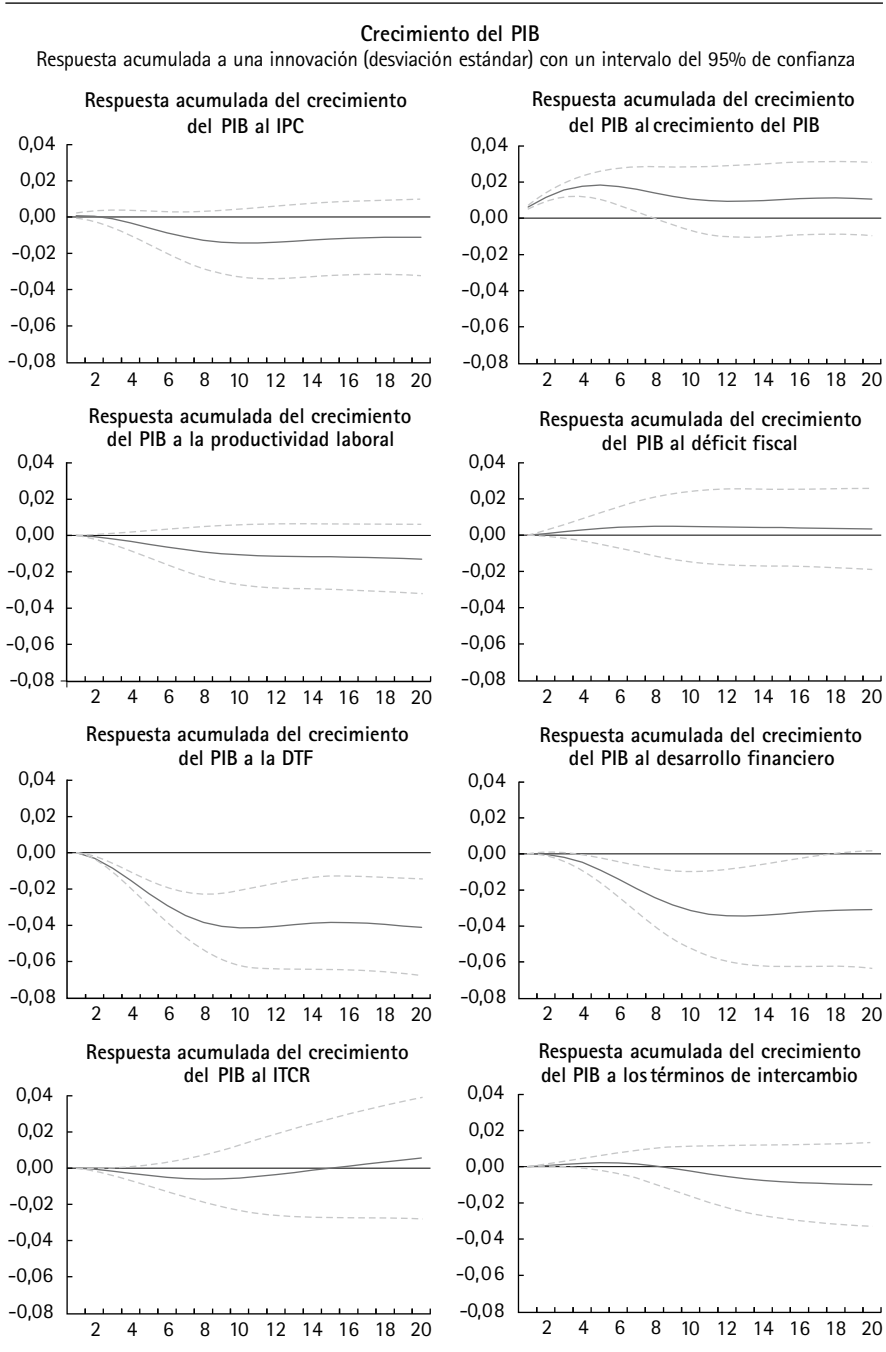 Crecimiento del PIB
Respuesta acumulada a una innovación (desviación estándar) con un intervalo del 95% de confianza
Respuesta acumulada del crecimiento
del PIB al IPC
0,04
0,02
0,00
-0,02
-0,04
-0,06
-0,08
2 4 6 8 10 12 14 16 18 20
Respuesta acumulada del crecimiento
del PIB al crecimiento del PIB
0,04
0,02
0,00
-0,02
-0,04
-0,06
-0,08
2 4 6 8 10 12 14 16 18 20
Respuesta acumulada del crecimiento
del PIB a la productividad laboral
0,04
0,02
0,00
-0,02
-0,04
-0,06
-0,08
2 4 6 8 10 12 14 16 18 20
Respuesta acumulada del crecimiento
del PIB al déficit fiscal
0,04
0,02
0,00
-0,02
-0,04
-0,06
-0,08
2 4 6 8 10 12 14 16 18 20
Respuesta acumulada del crecimiento
del PIB a la DTF
0,04
0,02
0,00
-0,02
-0,04
-0,06
-0,08
2 4 6 8 10 12 14 16 18 20
Respuesta acumulada del crecimiento
del PIB al desarrollo financiero
0,04
0,02
0,00
-0,02
-0,04
-0,06
-0,08
2 4 6 8 10 12 14 16 18 20
Respuesta acumulada del crecimiento
del PIB al ITCR
0,04
0,02
0,00
-0,02
-0,04
-0,06
-0,08
2 4 6 8 10 12 14 16 18 20
Respuesta acumulada del crecimiento
del PIB a los términos de intercambio
0,04
0,02
0,00
-0,02
-0,04
-0,06
-0,08
2 4 6 8 10 12 14 16 18 20